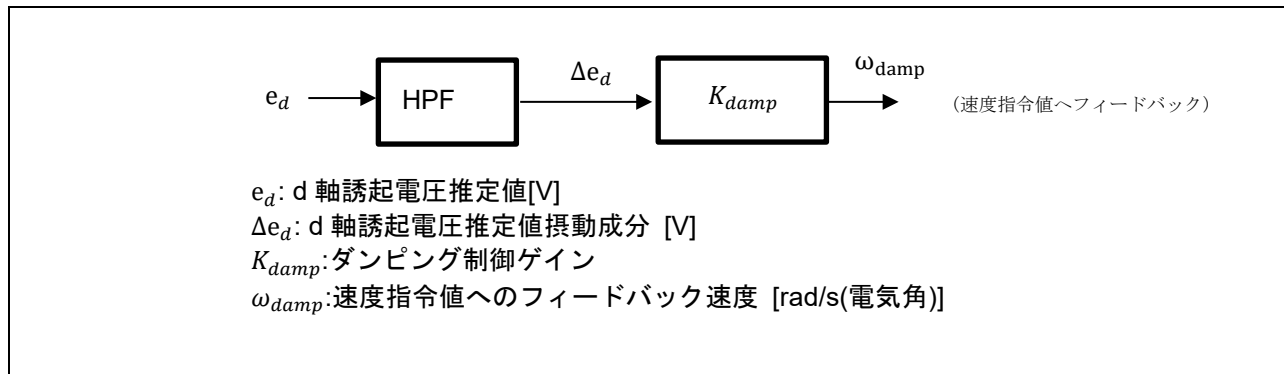 e_d HPF Δe_d K_damp ω_damp (速度指令値へフィードバック)
e_d: d 軸誘起電圧推定値[V]
Δe_d: d 軸誘起電圧推定値摂動成分 [V]
K_damp:ダンピング制御ゲイン
ω_damp:速度指令値へのフィードバック速度 [rad/s(電気角)]